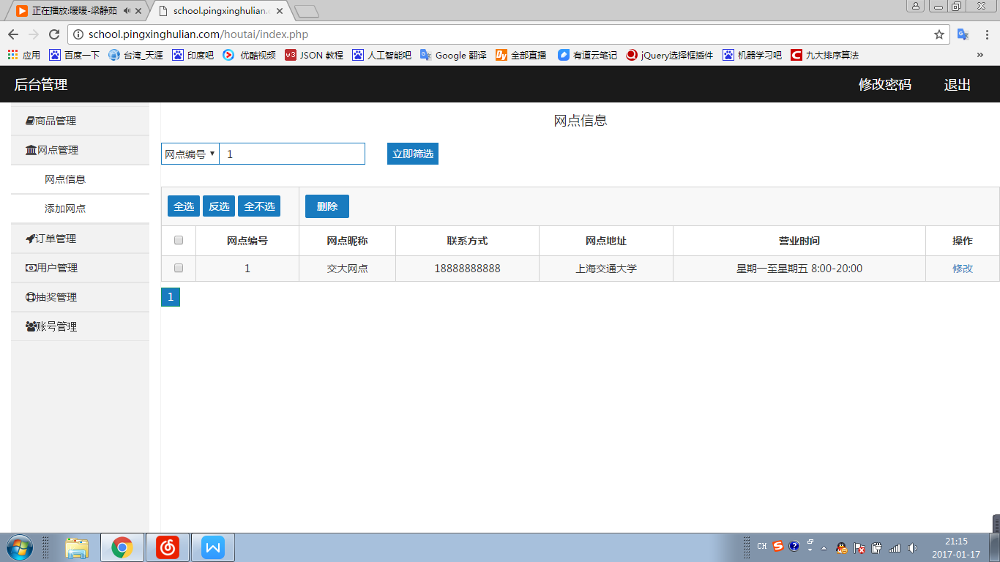 正在播放:暖暖-梁静茹
school.pingxinghulian.c
school.pingxinghulian.com/houtai/index.php
应用 百度一下 台湾_天涯 印度吧 优酷视频 w3 JSON 教程 人工智能吧 Google 翻译 Dy 全部直播 有道云笔记 jQuery选择框插件 机器学习吧 C 九大排序算法 »
后台管理 修改密码 退出
商品管理
网点管理
网点信息
添加网点
订单管理
用户管理
抽奖管理
账号管理
网点信息
网点编号 1 立即筛选
全选 反选 全不选 删除
网点编号 网点昵称 联系方式 网点地址 营业时间 操作
1 交大网点 18888888888 上海交通大学 星期一至星期五 8:00-20:00 修改
1
CH 21:15
2017-01-17